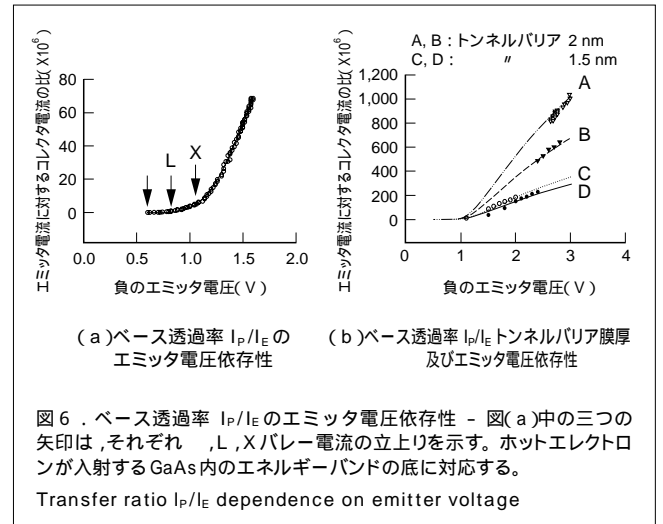 エミッタ電流に対するコレクタ電流の比(X10⁶)
80
60
40
20
0
L
X
0.0 0.5 1.0 1.5 2.0
負のエミッタ電圧(V)
(a)ベース透過率 IP/IEの
エミッタ電圧依存性
A, B : トンネルバリア 2 nm
C, D : 〃 1.5 nm
エミッタ電流に対するコレクタ電流の比(X10⁶)
1,200
1,000
800
600
400
200
0
A
B
C
D
0 1 2 3 4
負のエミッタ電圧(V)
(b)ベース透過率 IP/IE トンネルバリア膜厚
及びエミッタ電圧依存性
図6.ベース透過率 IP/IEのエミッタ電圧依存性 - 図(a)中の三つの
矢印は,それぞれ ,L,Xバレー電流の立上りを示す。ホットエレクトロ
ンが入射するGaAs内のエネルギーバンドの底に対応する。
Transfer ratio IP/IE dependence on emitter voltage